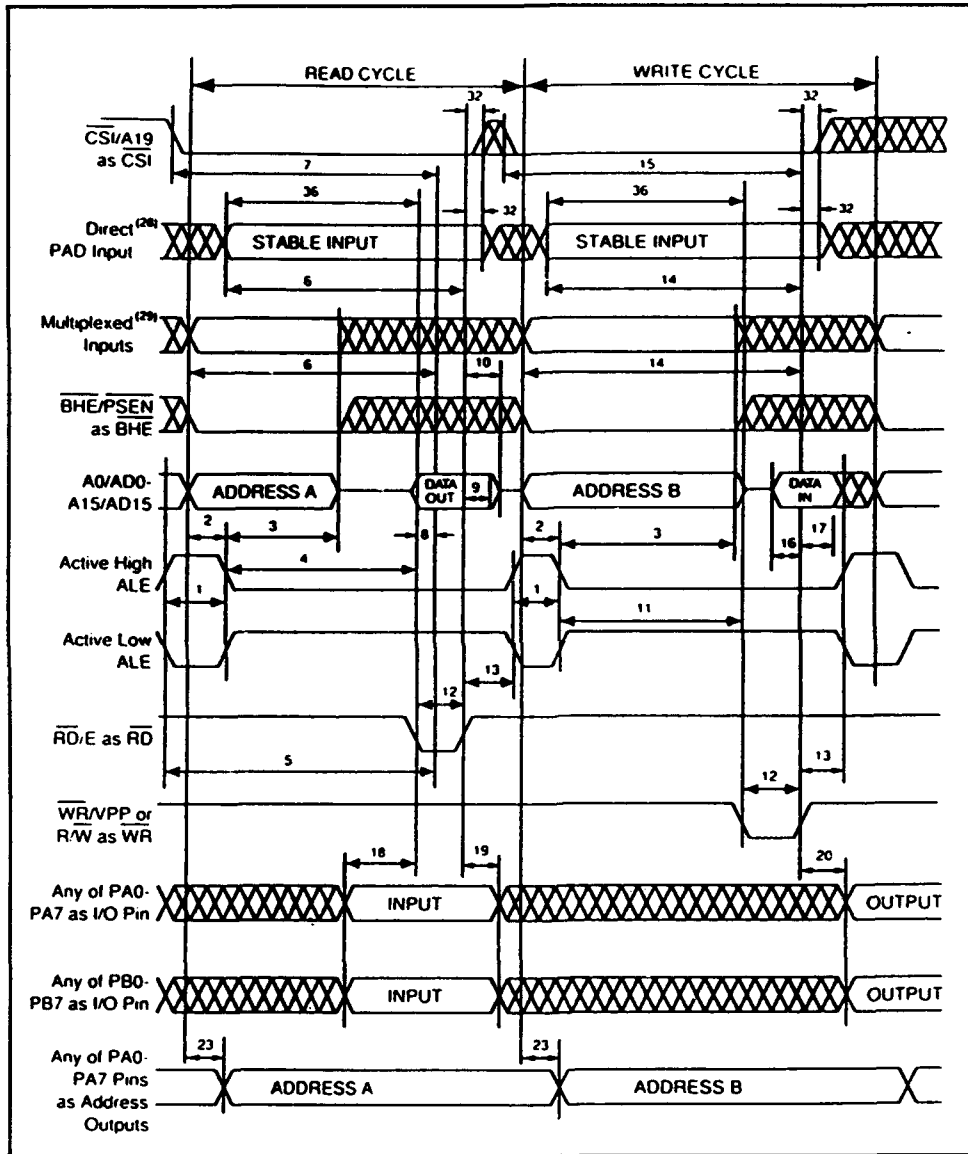 READ CYCLE
WRITE CYCLE
32
32
CSI/A19
as CSI
7
15
36
36
32
32
Direct(28)
PAD Input
STABLE INPUT
STABLE INPUT
6
14
Multiplexed(29)
Inputs
6
10
14
BHE/PSEN
as BHE
A0/AD0-
A15/AD15
ADDRESS A
DATA
OUT
9
ADDRESS B
DATA
IN
2
3
8
2
3
16
17
Active High
ALE
4
1
1
11
Active Low
ALE
13
12
RD/E as RD
5
13
12
WR/VPP or
R/W as WR
18
19
20
Any of PA0-
PA7 as I/O Pin
INPUT
OUTPUT
Any of PB0-
PB7 as I/O Pin
INPUT
OUTPUT
23
23
Any of PA0-
PA7 Pins
as Address
Outputs
ADDRESS A
ADDRESS B